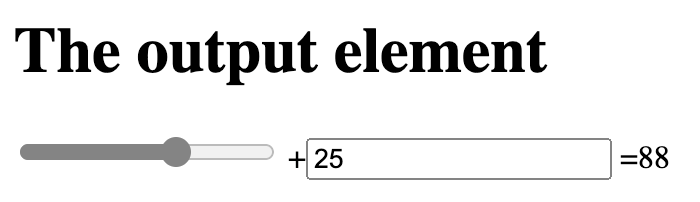 The output element
+25 =88